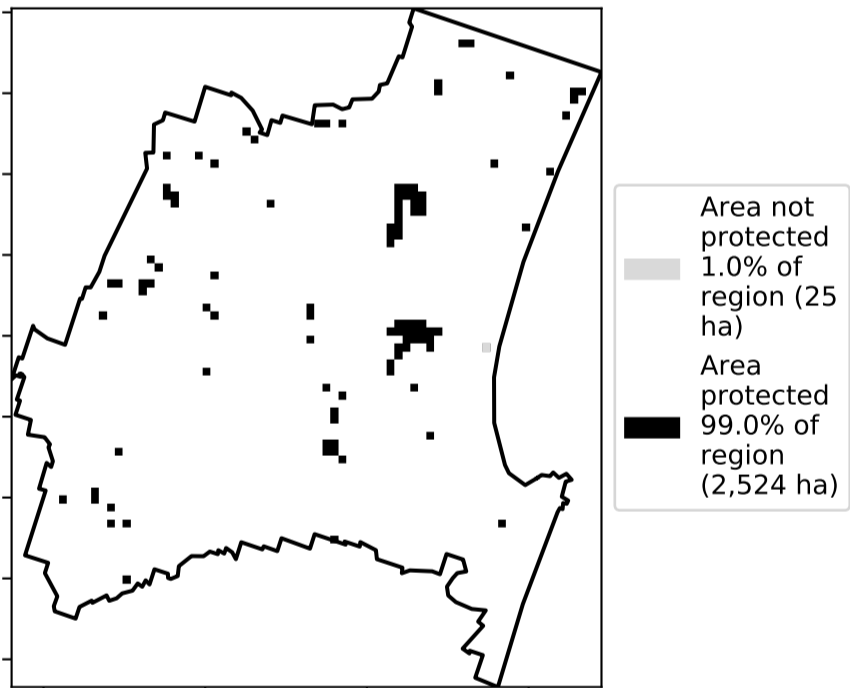 Area not
protected
1.0% of
region (25
ha)
Area
protected
99.0% of
region
(2,524 ha)